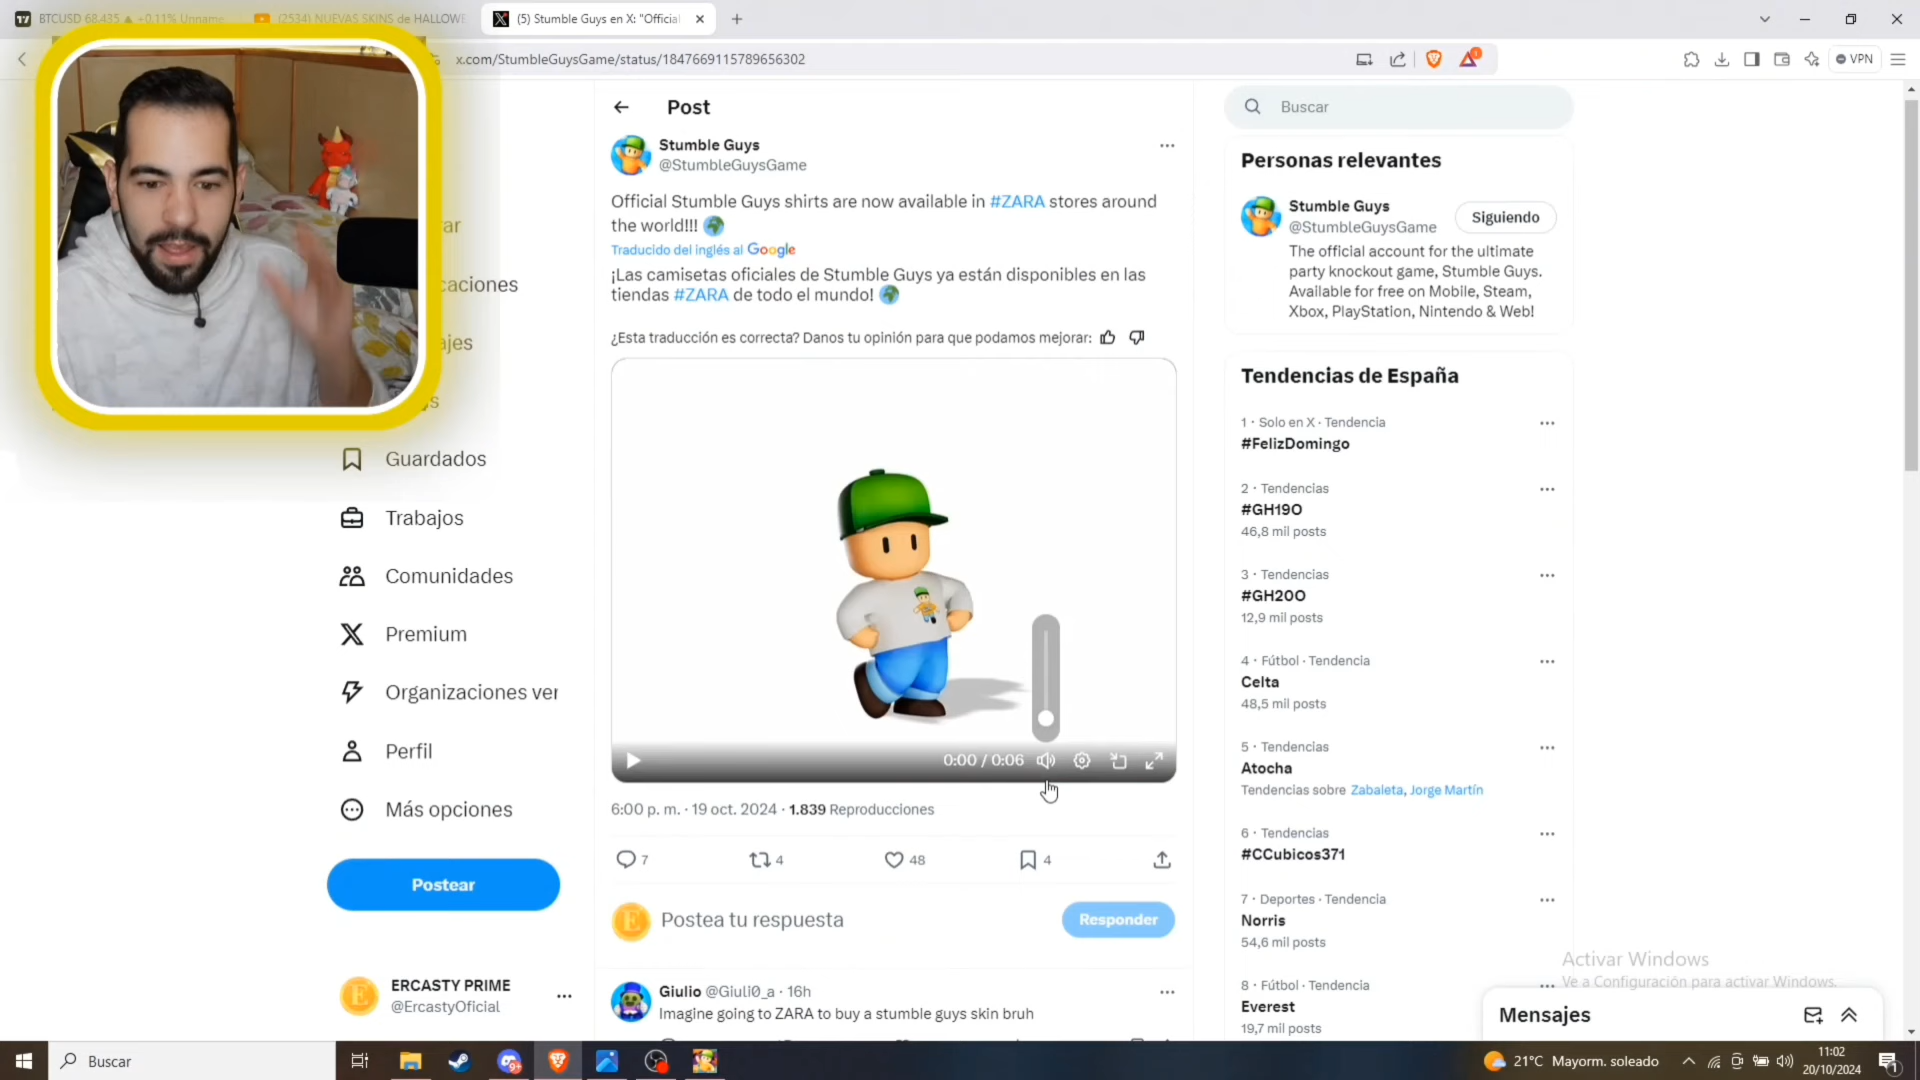 BTCUSD 68.435 ▲ +0.11% Unname
(2534) NUEVAS SKINS de HALLOWE
(5) Stumble Guys en X: "Official
x.com/StumbleGuysGame/status/1847669115789656302
VPN
Post
Stumble Guys
@StumbleGuysGame
Official Stumble Guys shirts are now available in #ZARA stores around
the world!!!
Traducido del inglés al Google
¡Las camisetas oficiales de Stumble Guys ya están disponibles en las
tiendas #ZARA de todo el mundo!
¿Esta traducción es correcta? Danos tu opinión para que podamos mejorar:
0:00 / 0:06
6:00 p. m. · 19 oct. 2024 · 1.839 Reproducciones
7
4
48
4
Postea tu respuesta
Responder
Giulio @Giuli0_a · 16h
Imagine going to ZARA to buy a stumble guys skin bruh
ar
caciones
ajes
Guardados
Trabajos
Comunidades
Premium
Organizaciones ver
Perfil
Más opciones
Postear
ERCASTY PRIME
@ErcastyOficial
Buscar
Personas relevantes
Stumble Guys
@StumbleGuysGame
Siguiendo
The official account for the ultimate
party knockout game, Stumble Guys.
Available for free on Mobile, Steam,
Xbox, PlayStation, Nintendo & Web!
Tendencias de España
1 · Solo en X · Tendencia
#FelizDomingo
2 · Tendencias
#GH19O
46,8 mil posts
3 · Tendencias
#GH20O
12,9 mil posts
4 · Fútbol · Tendencia
Celta
48,5 mil posts
5 · Tendencias
Atocha
Tendencias sobre Zabaleta, Jorge Martín
6 · Tendencias
#CCubicos371
7 · Deportes · Tendencia
Norris
54,6 mil posts
8 · Fútbol · Tendencia
Everest
19,7 mil posts
Activar Windows
Ve a Configuración para activar Windows.
Mensajes
Buscar
21°C Mayorm. soleado
11:02
20/10/2024